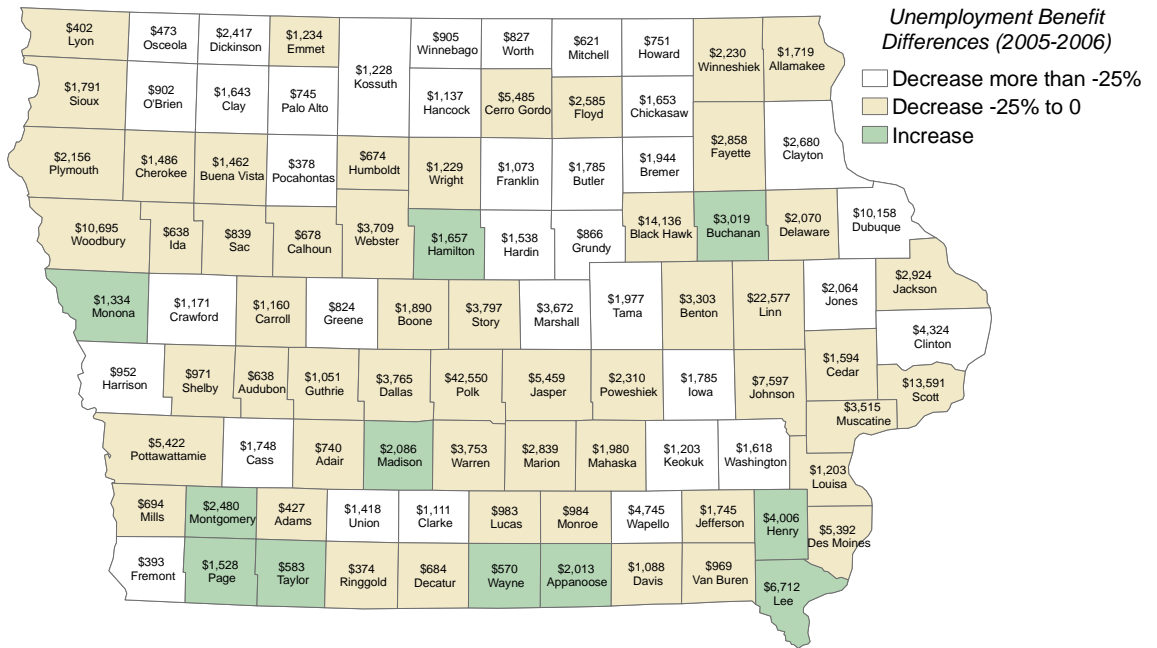 Unemployment Benefit
Differences (2005-2006)
Decrease more than -25%
Decrease -25% to 0
Increase
$402
Lyon
$473
Osceola
$2,417
Dickinson
$1,234
Emmet
$1,228
Kossuth
$905
Winnebago
$827
Worth
$621
Mitchell
$751
Howard
$2,230
Winneshiek
$1,719
Allamakee
$1,791
Sioux
$902
O'Brien
$1,643
Clay
$745
Palo Alto
$1,137
Hancock
$5,485
Cerro Gordo
$2,585
Floyd
$1,653
Chickasaw
$2,156
Plymouth
$1,486
Cherokee
$1,462
Buena Vista
$378
Pocahontas
$674
Humboldt
$1,229
Wright
$1,073
Franklin
$1,785
Butler
$1,944
Bremer
$2,858
Fayette
$2,680
Clayton
$10,695
Woodbury
$638
Ida
$839
Sac
$678
Calhoun
$3,709
Webster
$1,657
Hamilton
$1,538
Hardin
$866
Grundy
$14,136
Black Hawk
$3,019
Buchanan
$2,070
Delaware
$10,158
Dubuque
$1,334
Monona
$1,171
Crawford
$1,160
Carroll
$824
Greene
$1,890
Boone
$3,797
Story
$3,672
Marshall
$1,977
Tama
$3,303
Benton
$22,577
Linn
$2,064
Jones
$2,924
Jackson
$4,324
Clinton
$952
Harrison
$971
Shelby
$638
Audubon
$1,051
Guthrie
$3,765
Dallas
$42,550
Polk
$5,459
Jasper
$2,310
Poweshiek
$1,785
Iowa
$7,597
Johnson
$1,594
Cedar
$13,591
Scott
$3,515
Muscatine
$5,422
Pottawattamie
$1,748
Cass
$740
Adair
$2,086
Madison
$3,753
Warren
$2,839
Marion
$1,980
Mahaska
$1,203
Keokuk
$1,618
Washington
$1,203
Louisa
$694
Mills
$2,480
Montgomery
$427
Adams
$1,418
Union
$1,111
Clarke
$983
Lucas
$984
Monroe
$4,745
Wapello
$1,745
Jefferson
$4,006
Henry
$5,392
Des Moines
$393
Fremont
$1,528
Page
$583
Taylor
$374
Ringgold
$684
Decatur
$570
Wayne
$2,013
Appanoose
$1,088
Davis
$969
Van Buren
$6,712
Lee